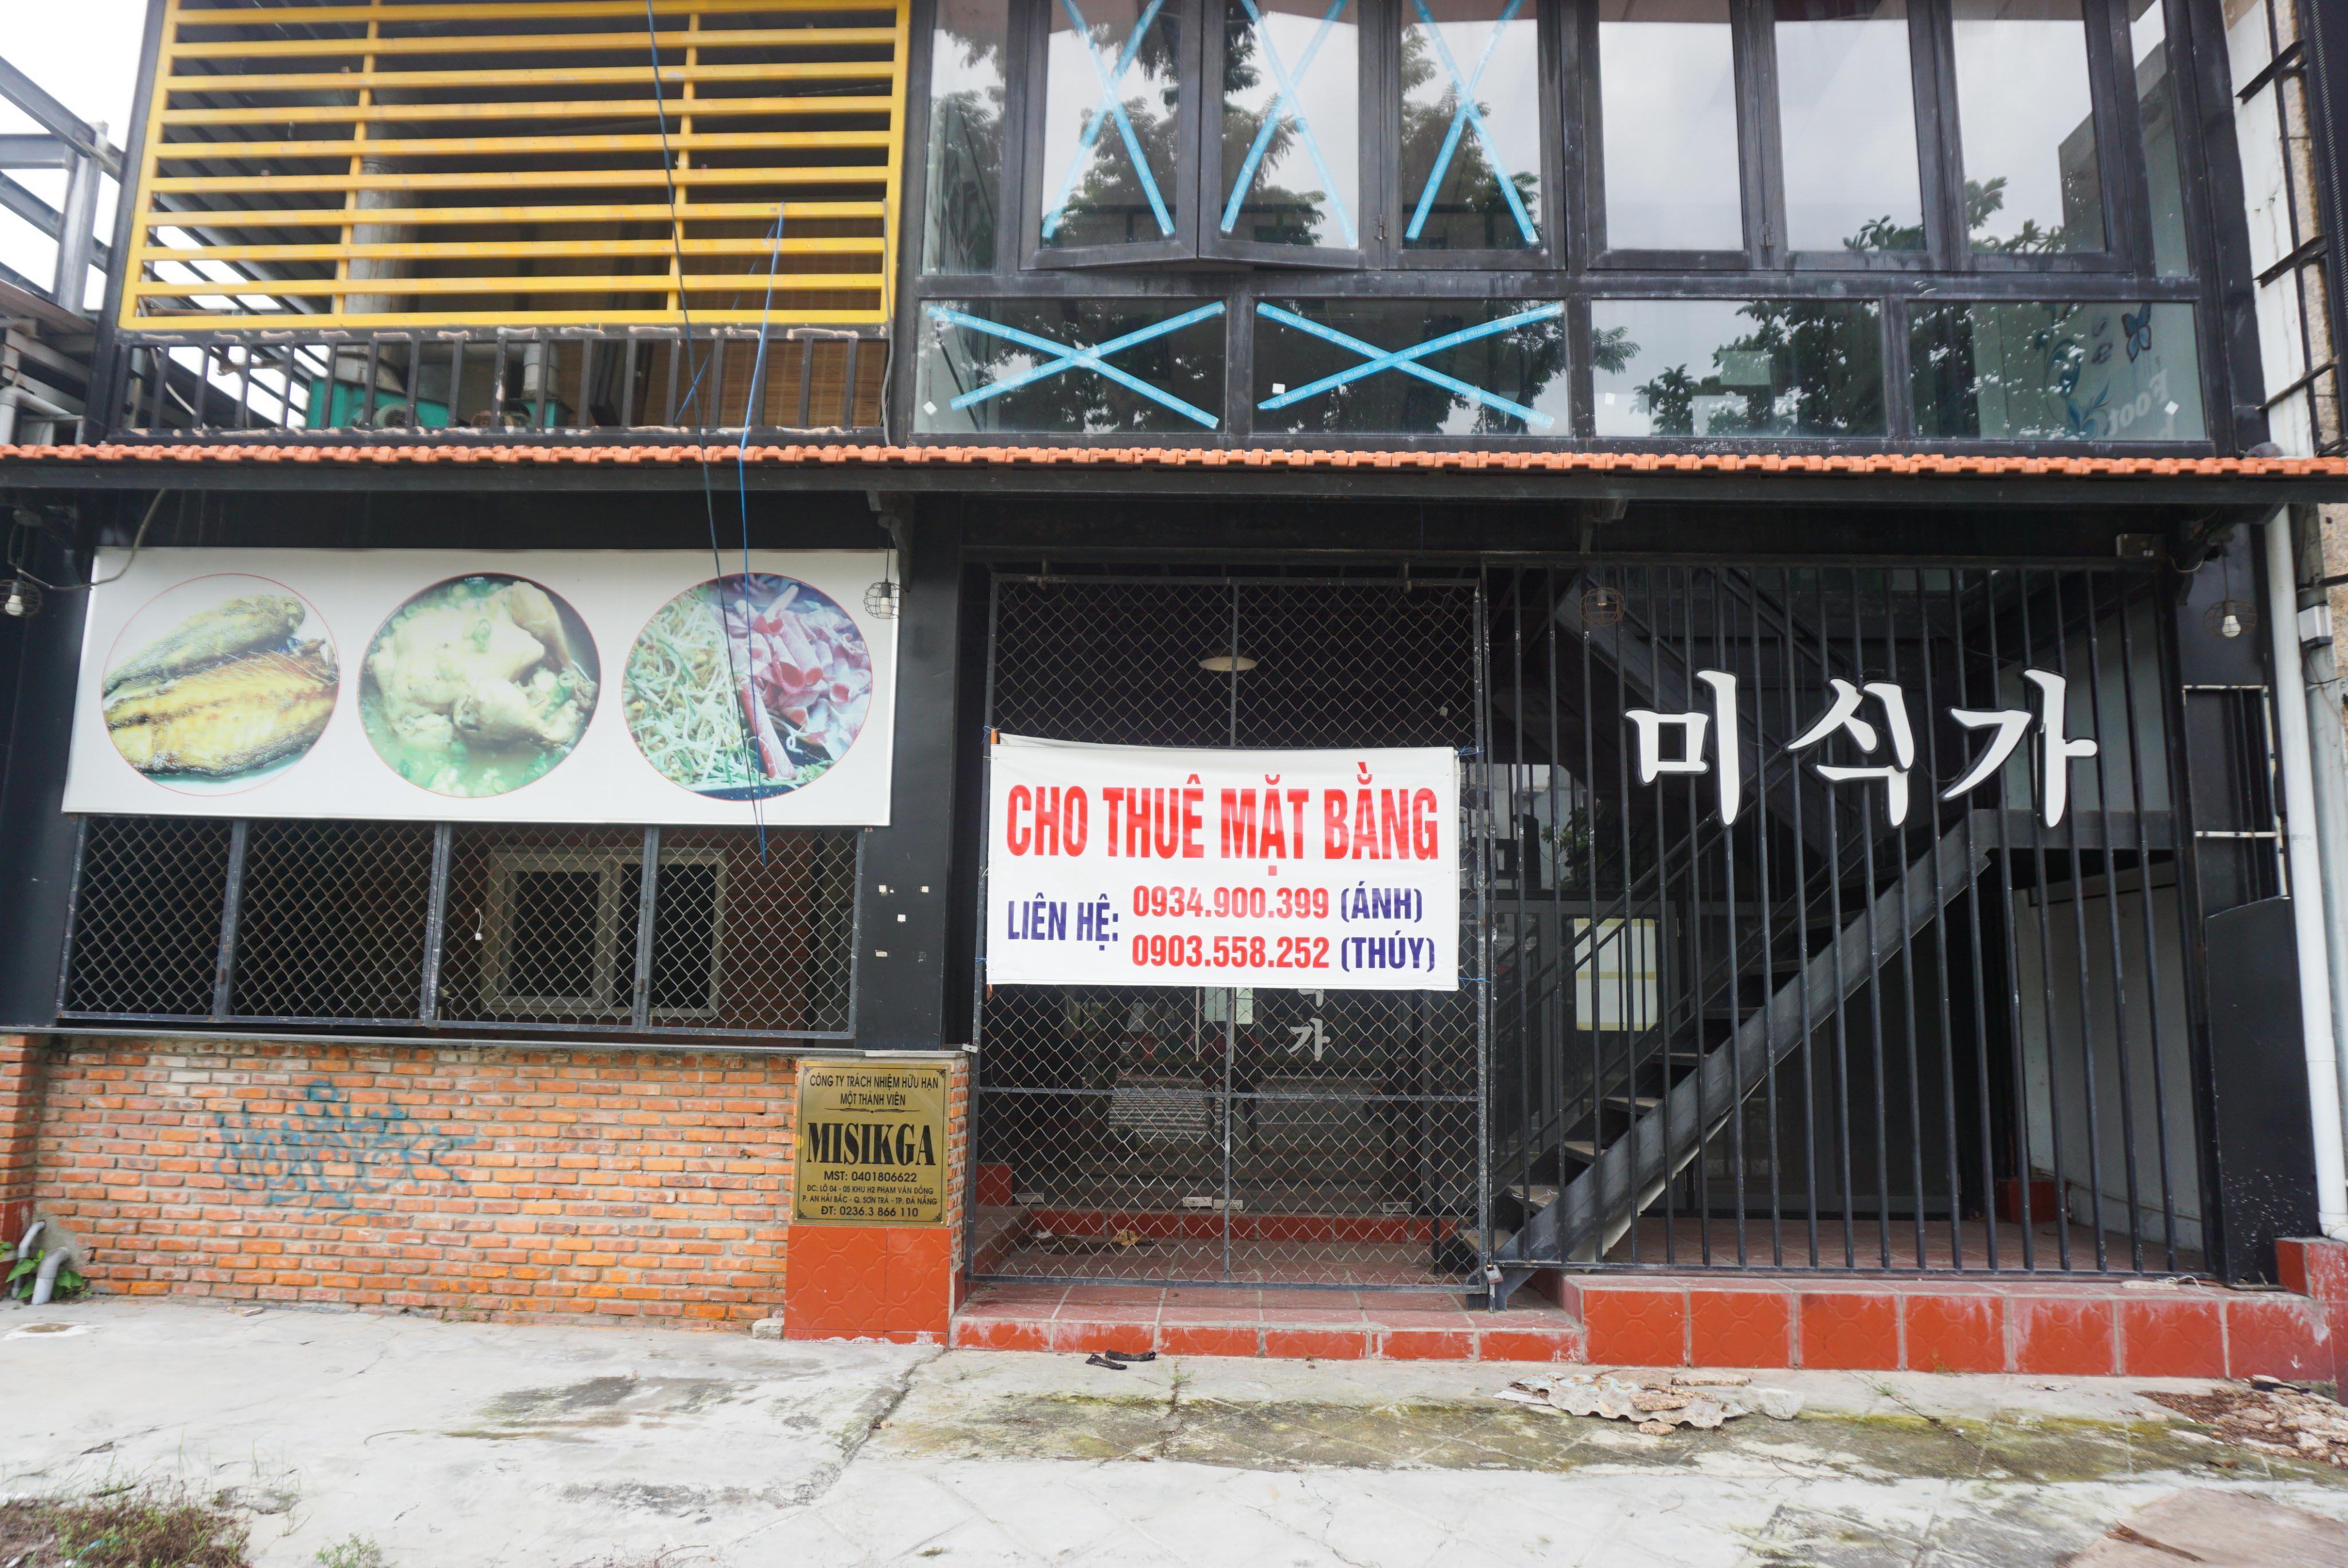 미식가
CHO THUÊ MẶT BẰNG
LIÊN HỆ: 0934.900.399 (ÁNH)
0903.558.252 (THÚY)
가
CÔNG TY TRÁCH NHIỆM HỮU HẠN
MỘT THÀNH VIÊN
MISIKGA
MST: 0401806622
ĐC: LÔ 04 - 05 KHU H2 PHẠM VĂN ĐỒNG
P. AN HẢI BẮC - Q. SƠN TRÀ - TP. ĐÀ NẴNG
ĐT: 0236.3 866 110
Foot